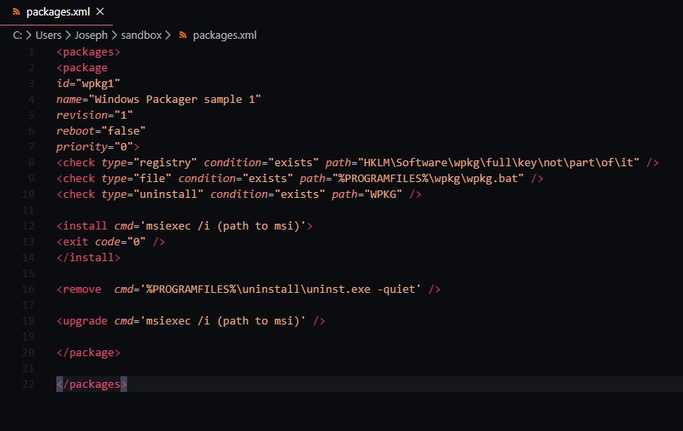 packages.xml ×
C: > Users > Joseph > sandbox > packages.xml
1 <packages>
2 <package
3 id="wpkg1"
4 name="Windows Packager sample 1"
5 revision="1"
6 reboot="false"
7 priority="0">
8 <check type="registry" condition="exists" path="HKLM\Software\wpkg\full\key\not\part\of\it" />
9 <check type="file" condition="exists" path="%PROGRAMFILES%\wpkg\wpkg.bat" />
10 <check type="uninstall" condition="exists" path="WPKG" />
11
12 <install cmd='msiexec /i (path to msi)'>
13 <exit code="0" />
14 </install>
15
16 <remove  cmd='%PROGRAMFILES%\uninstall\uninst.exe -quiet' />
17
18 <upgrade cmd='msiexec /i (path to msi)' />
19
20 </package>
21
22 </packages>